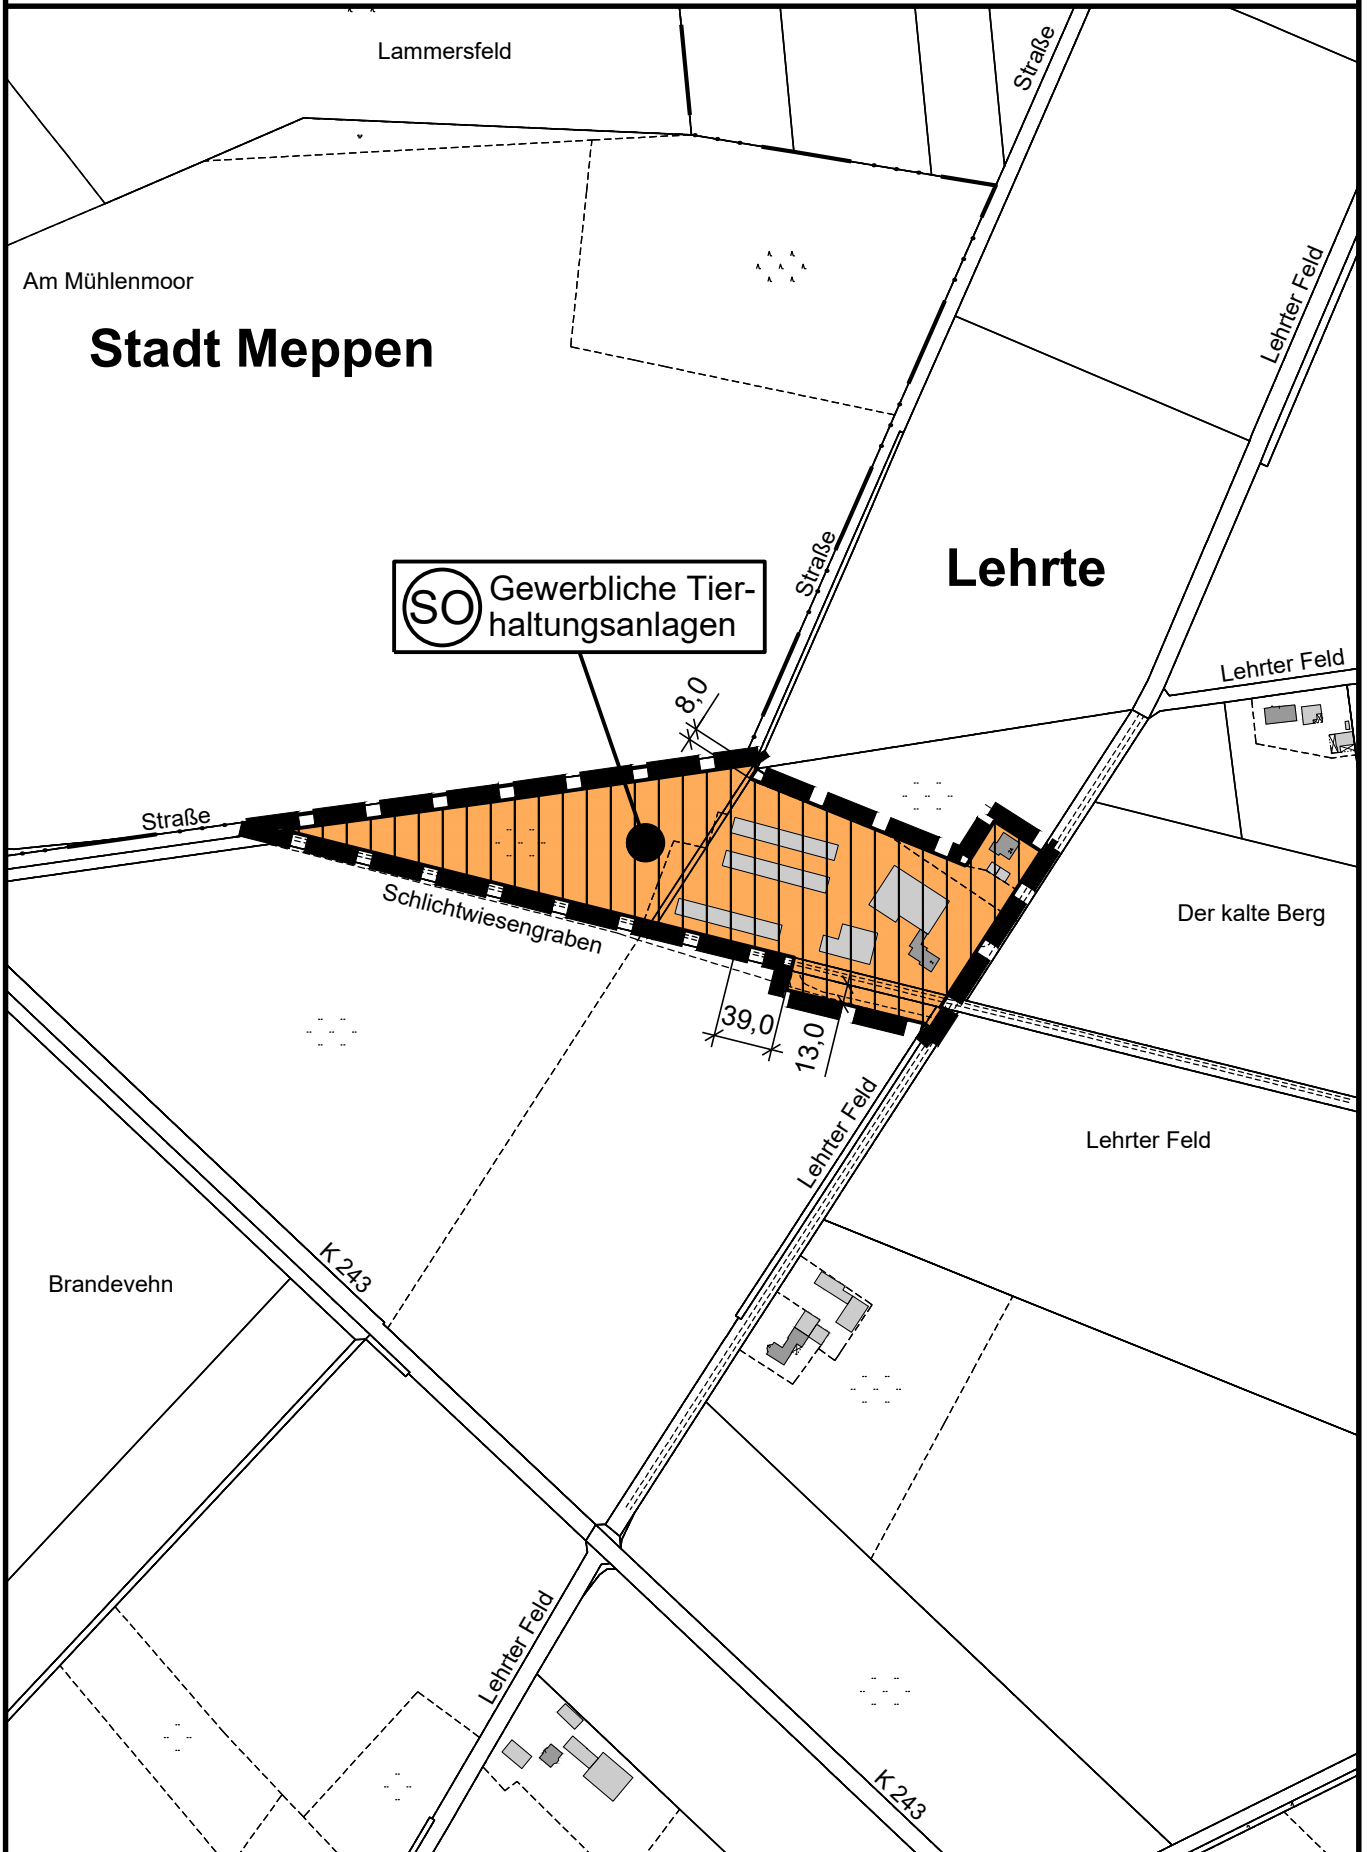 Lammersfeld
Straße
Am Mühlenmoor
Lehrter Feld
Stadt Meppen
Straße
Lehrte
SO
Gewerbliche Tier-
haltungsanlagen
Lehrter Feld
8,0
Straße
Schlichtwiesengraben
Der kalte Berg
39,0
13,0
Lehrter Feld
Lehrter Feld
K 243
Brandevehn
Lehrter Feld
K 243